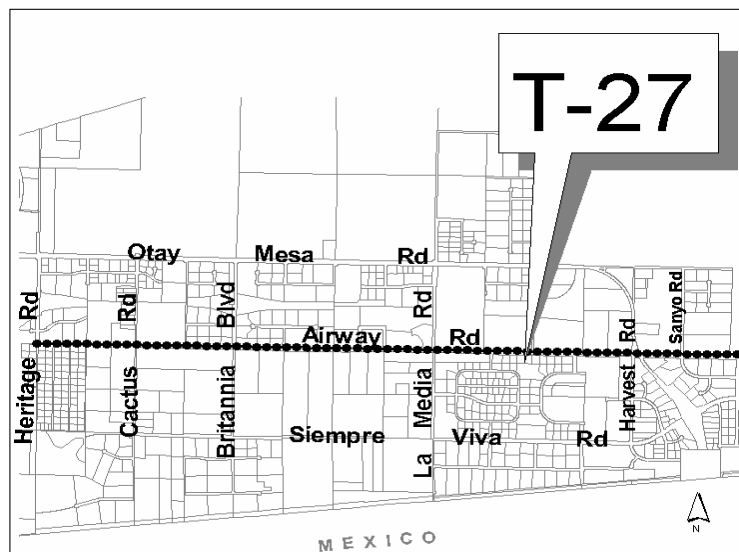 T-27
Otay Mesa Rd
Heritage Rd
Cactus Rd
Britannia Blvd
La Media Rd
Harvest Rd
Sanyo Rd
Airway Rd
Siempre Viva Rd
MEXICO
N